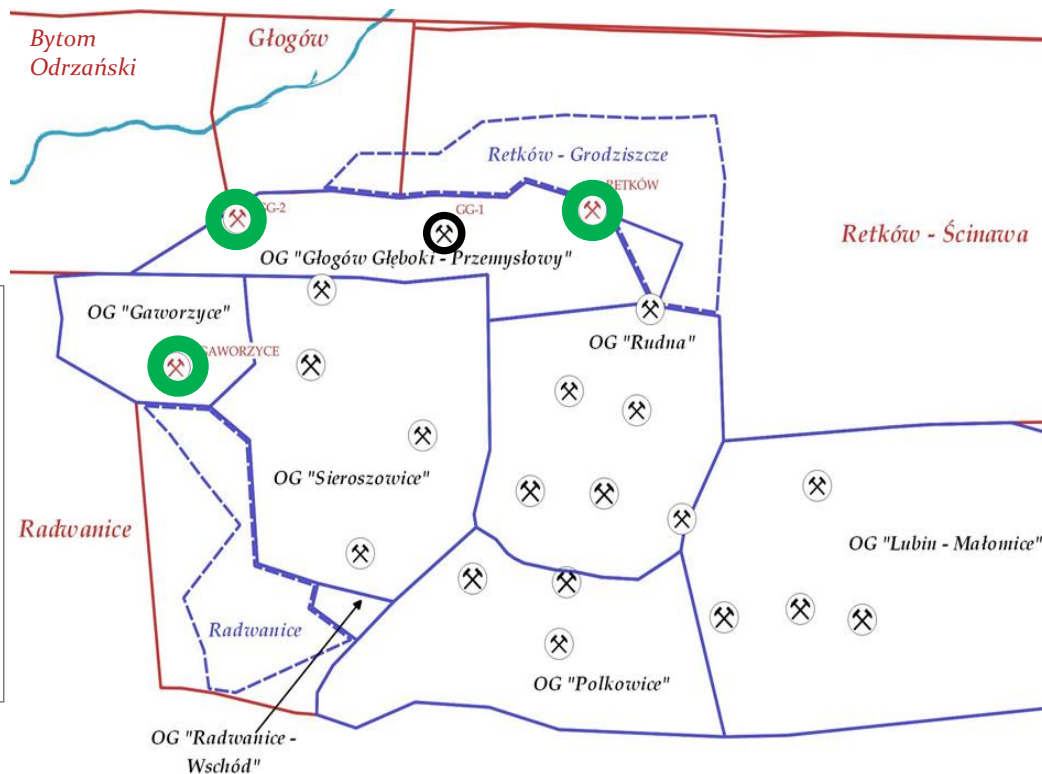 Bytom
Odrzański
Głogów
Retków - Grodziszcze
RETKÓW
GG-2
GG-1
Retków - Ścinawa
OG "Głogów Głęboki - Przemysłowy"
OG "Gaworzyce"
OG "Rudna"
GAWORZYCE
OG "Sieroszowice"
Radwanice
OG "Lubin - Małomice"
Radwanice
OG "Polkowice"
OG "Radwanice -
Wschód"